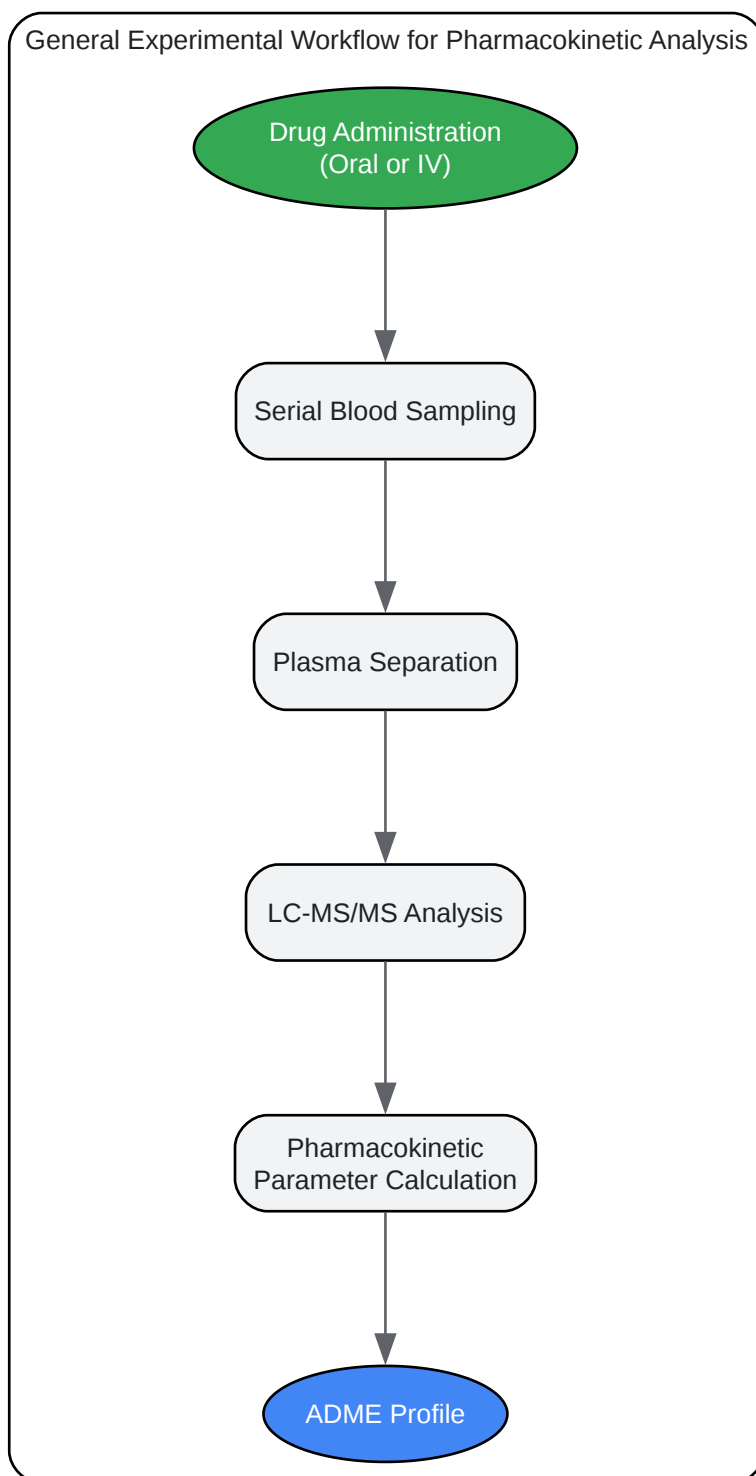 General Experimental Workflow for Pharmacokinetic Analysis
Drug Administration
(Oral or IV)
Serial Blood Sampling
Plasma Separation
LC-MS/MS Analysis
Pharmacokinetic
Parameter Calculation
ADME Profile